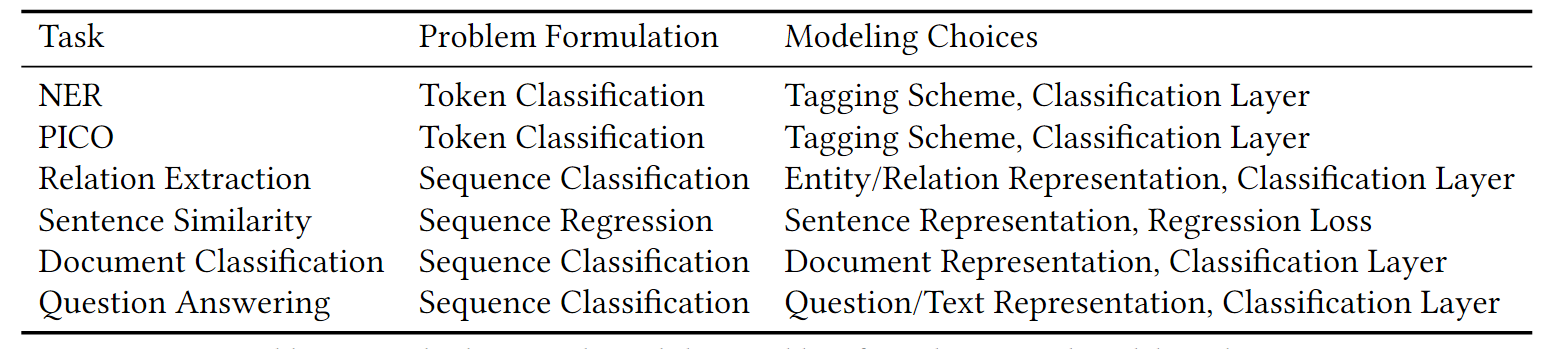 Task Problem Formulation Modeling Choices
NER Token Classification Tagging Scheme, Classification Layer
PICO Token Classification Tagging Scheme, Classification Layer
Relation Extraction Sequence Classification Entity/Relation Representation, Classification Layer
Sentence Similarity Sequence Regression Sentence Representation, Regression Loss
Document Classification Sequence Classification Document Representation, Classification Layer
Question Answering Sequence Classification Question/Text Representation, Classification Layer